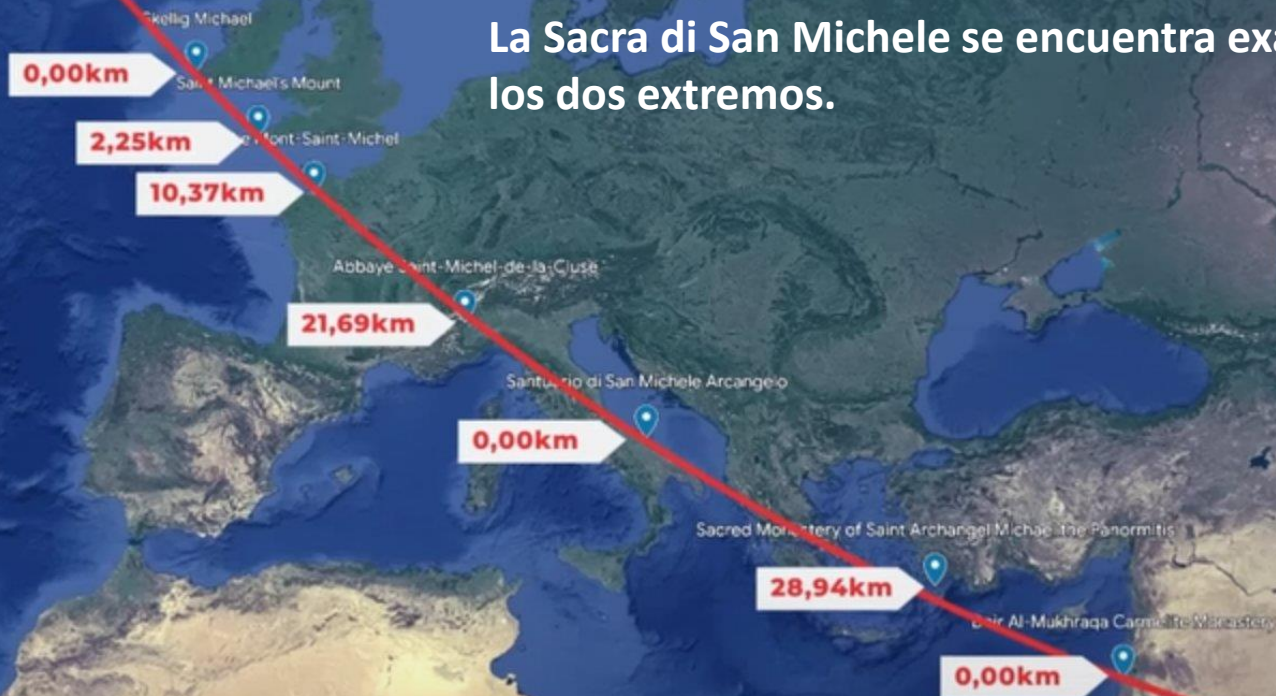 La Sacra di San Michele se encuentra exa
los dos extremos.
Skellig Michael
0,00km
Saint Michael's Mount
2,25km
Mont-Saint-Michel
10,37km
Abbaye Saint-Michel-de-la-Cluse
21,69km
Santuario di San Michele Arcangelo
0,00km
Sacred Monastery of Saint Archangel Michael the Panormitis
28,94km
Deir Al-Mukhraqa Carmelite Monastery
0,00km